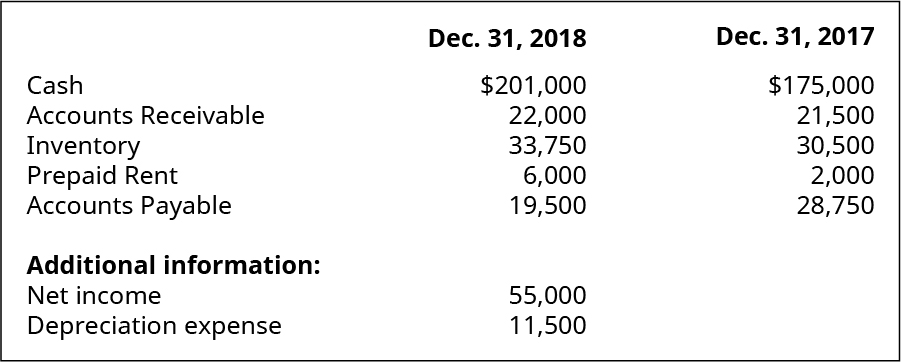 Dec. 31, 2018 Dec. 31, 2017
Cash $201,000 $175,000
Accounts Receivable 22,000 21,500
Inventory 33,750 30,500
Prepaid Rent 6,000 2,000
Accounts Payable 19,500 28,750
Additional information:
Net income 55,000
Depreciation expense 11,500